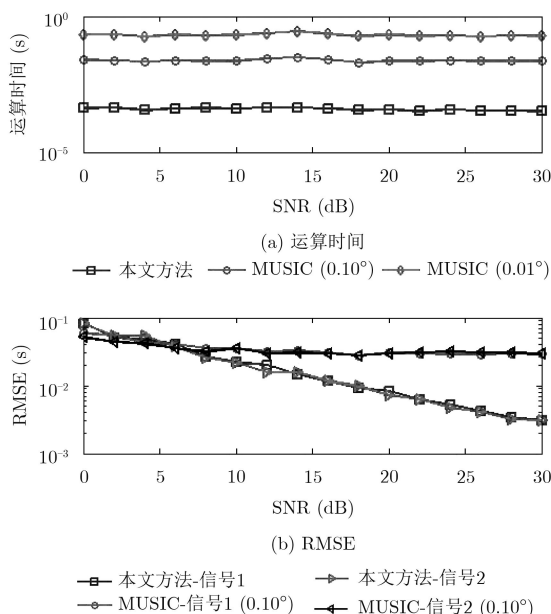 10⁰
运算时间 (s)
10⁻⁵
0 5 10 15 20 25 30
SNR (dB)
(a) 运算时间
本文方法 MUSIC (0.10°) MUSIC (0.01°)
10⁻¹
RMSE (s)
10⁻²
10⁻³
0 5 10 15 20 25 30
SNR (dB)
(b) RMSE
本文方法-信号1 本文方法-信号2
MUSIC-信号1 (0.10°) MUSIC-信号2 (0.10°)